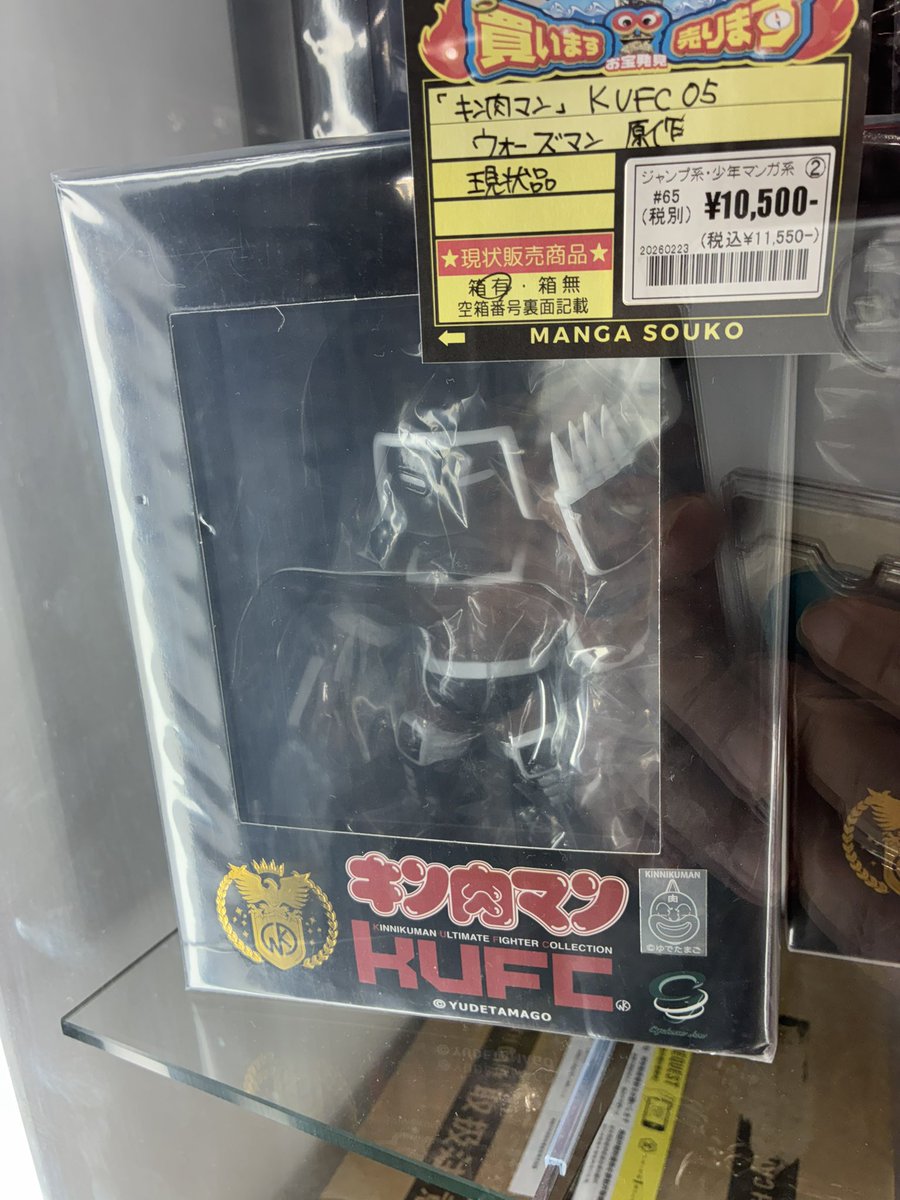 買います
お宝発見
売ります
「キン肉マン」 KUFC 05
ウォーズマン 原作
現状品
ジャンプ系・少年マンガ系 ②
#65
(税別) ¥10,500-
(税込¥11,550-)
20260223
★現状販売商品★
箱有・箱無
空箱番号裏面記載
MANGA SOUKO
キン肉マン
KINNIKUMAN ULTIMATE FIGHTER COLLECTION
KUFC
© YUDETAMAGO
KINNIKUMAN
肉
©ゆでたまご
© YUDETAMAGO